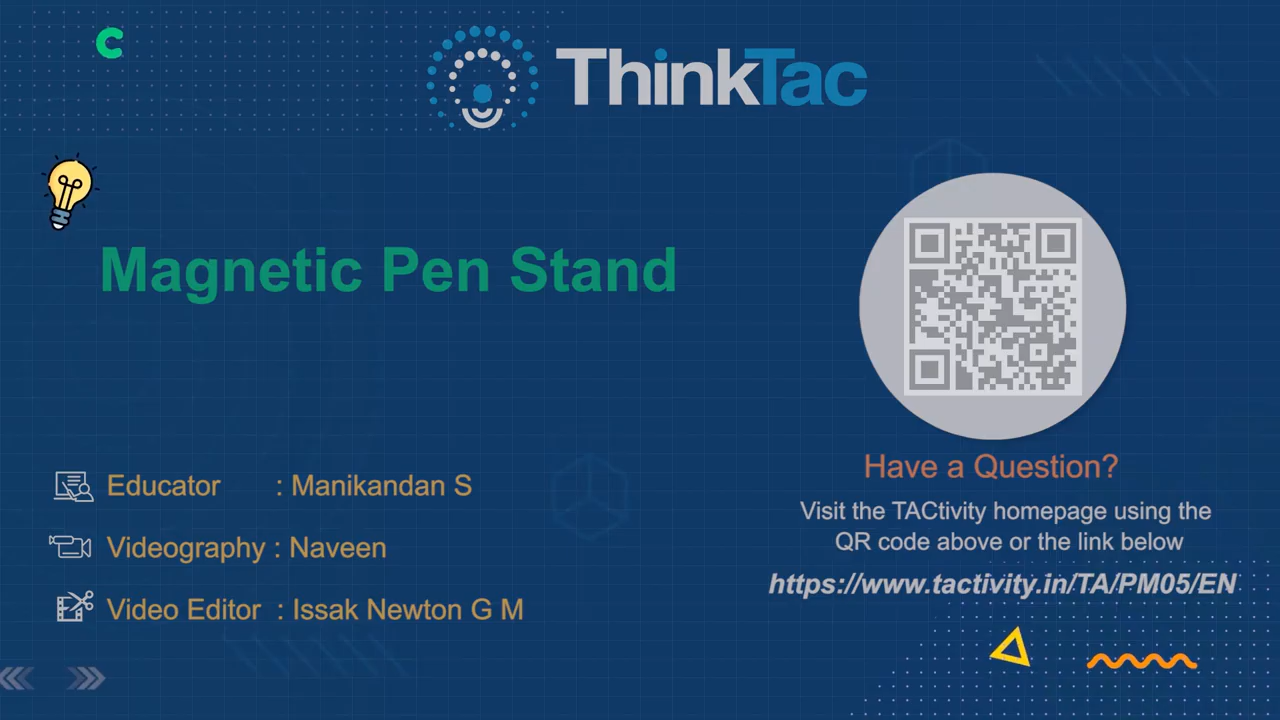 ThinkTac
Magnetic Pen Stand
Educator : Manikandan S
Videography : Naveen
Video Editor : Issak Newton G M
Have a Question?
Visit the TACtivity homepage using the
QR code above or the link below
https://www.tactivity.in/TA/PM05/EN